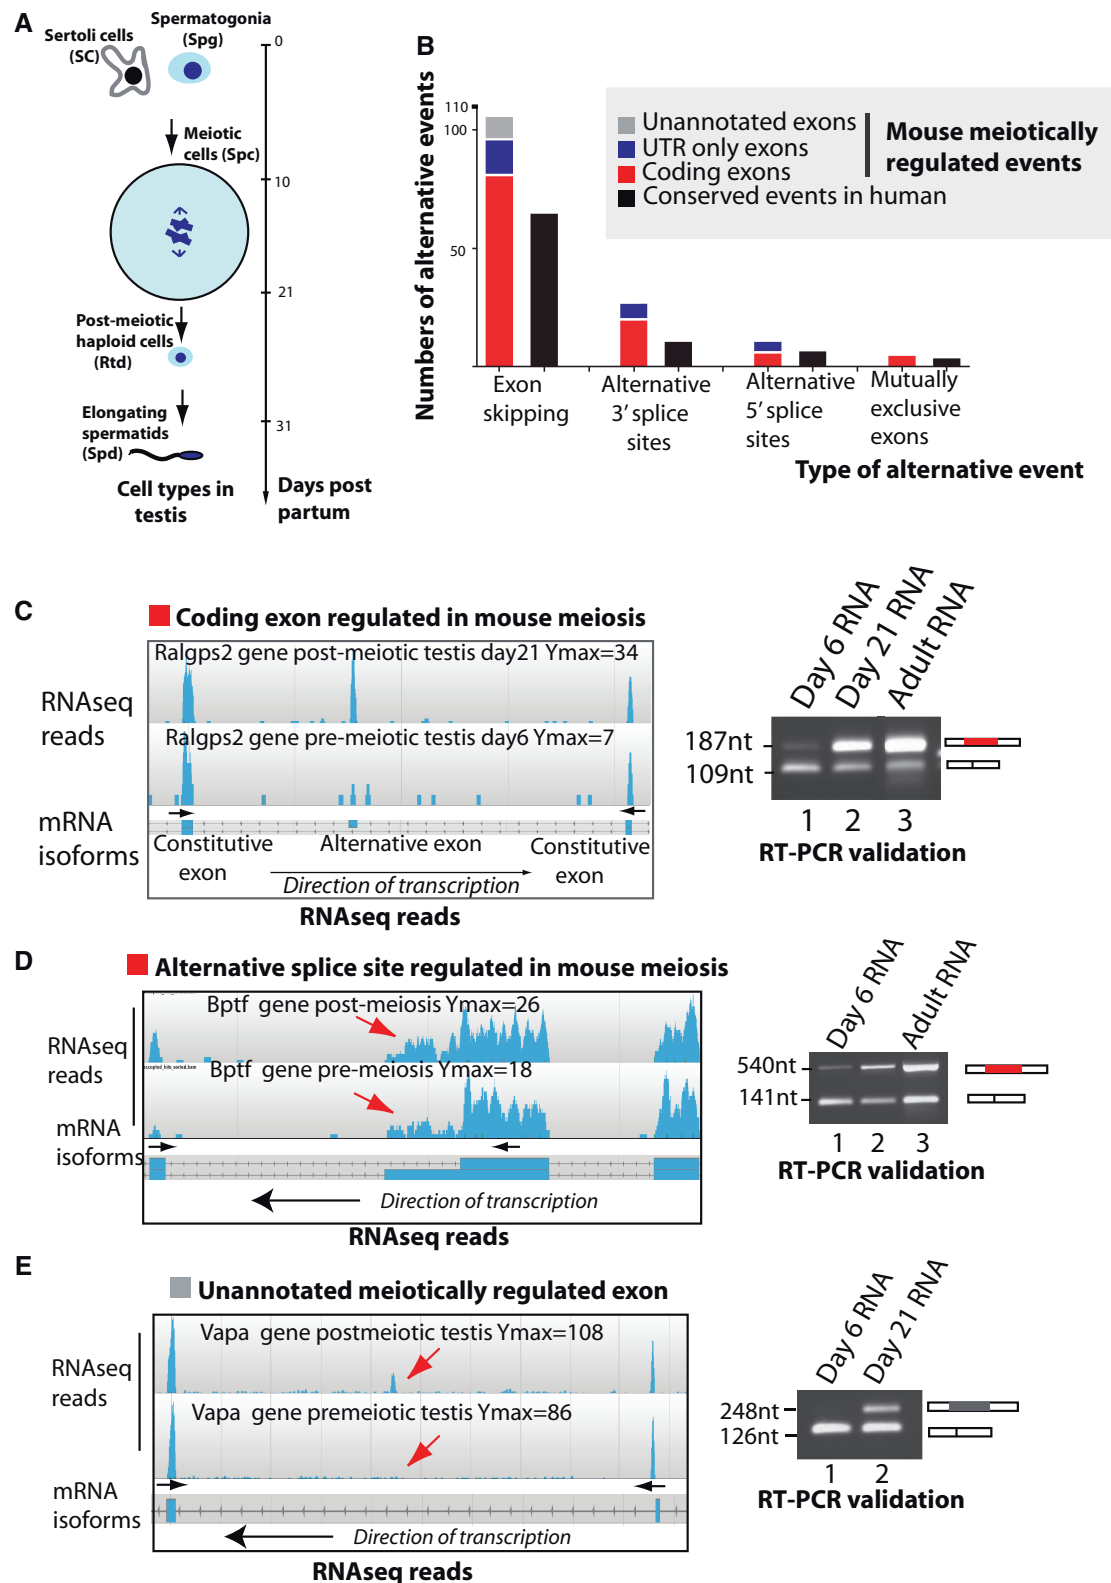 A
Spermatogonia
(Spg)
Sertoli cells
(SC)
0
Meiotic
cells (Spc)
10
21
Post-meiotic
haploid cells
(Rtd)
Elongating
spermatids
(Spd)
31
Cell types in
testis
Days post
partum
B
Numbers of alternative events
110
100
50
Unannotated exons
UTR only exons
Coding exons
Conserved events in human
Mouse meiotically
regulated events
Exon
skipping
Alternative
3' splice
sites
Alternative
5' splice
sites
Mutually
exclusive
exons
Type of alternative event
C
Coding exon regulated in mouse meiosis
RNAseq
reads
Ralgps2 gene post-meiotic testis day21 Ymax=34
Ralgps2 gene pre-meiotic testis day6 Ymax=7
mRNA
isoforms
Constitutive
exon
Alternative exon
Constitutive
exon
Direction of transcription
RNAseq reads
Day 6 RNA
Day 21 RNA
Adult RNA
187nt
109nt
1 2 3
RT-PCR validation
D
Alternative splice site regulated in mouse meiosis
RNAseq
reads
Bptf gene post-meiosis Ymax=26
accepted_hits_sorted.bam
Bptf gene pre-meiosis Ymax=18
mRNA
isoforms
Direction of transcription
RNAseq reads
Day 6 RNA
Adult RNA
540nt
141nt
1 2 3
RT-PCR validation
E
Unannotated meiotically regulated exon
RNAseq
reads
Vapa gene postmeiotic testis Ymax=108
Vapa gene premeiotic testis Ymax=86
mRNA
isoforms
Direction of transcription
RNAseq reads
Day 6 RNA
Day 21 RNA
248nt
126nt
1 2
RT-PCR validation